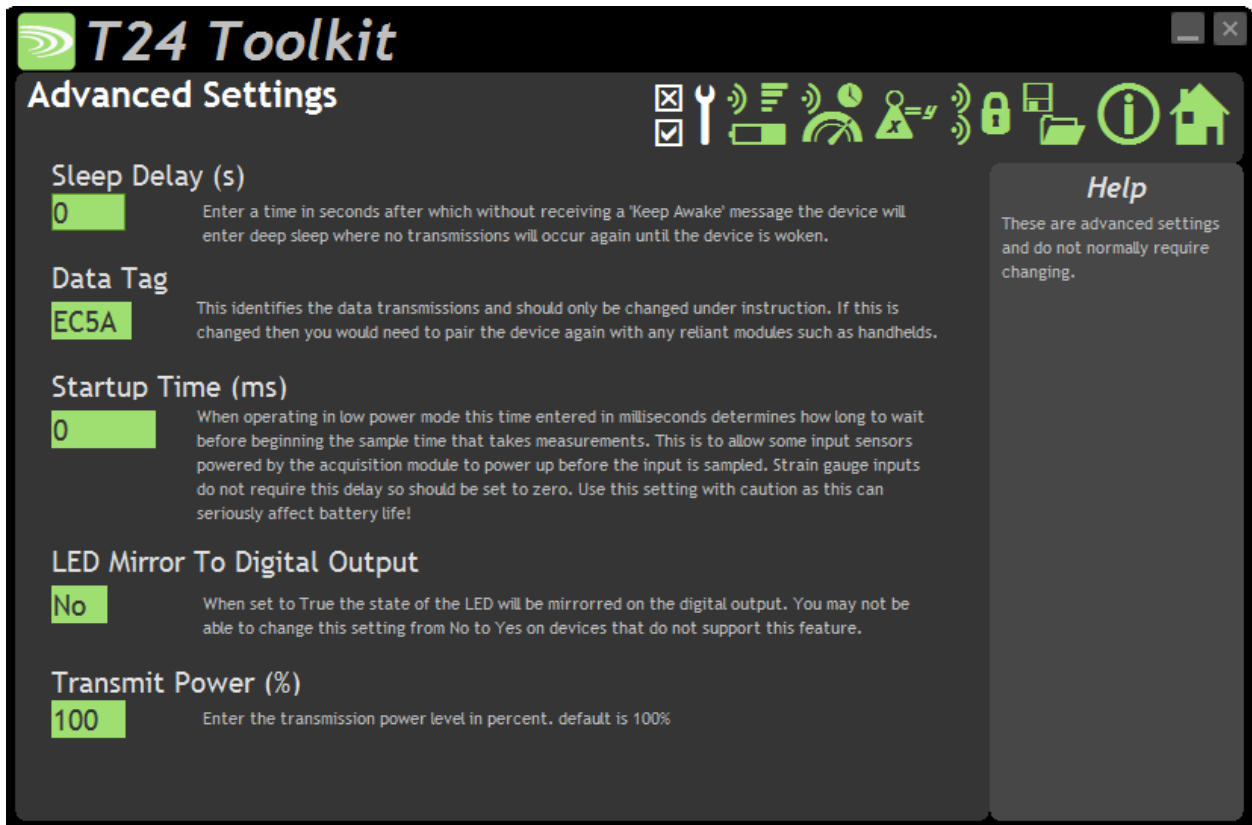 T24 Toolkit
Advanced Settings
x=y
Sleep Delay (s)
0
Enter a time in seconds after which without receiving a 'Keep Awake' message the device will
enter deep sleep where no transmissions will occur again until the device is woken.
Data Tag
EC5A
This identifies the data transmissions and should only be changed under instruction. If this is
changed then you would need to pair the device again with any reliant modules such as handhelds.
Startup Time (ms)
0
When operating in low power mode this time entered in milliseconds determines how long to wait
before beginning the sample time that takes measurements. This is to allow some input sensors
powered by the acquisition module to power up before the input is sampled. Strain gauge inputs
do not require this delay so should be set to zero. Use this setting with caution as this can
seriously affect battery life!
LED Mirror To Digital Output
No
When set to True the state of the LED will be mirrorred on the digital output. You may not be
able to change this setting from No to Yes on devices that do not support this feature.
Transmit Power (%)
100
Enter the transmission power level in percent. default is 100%
Help
These are advanced settings
and do not normally require
changing.